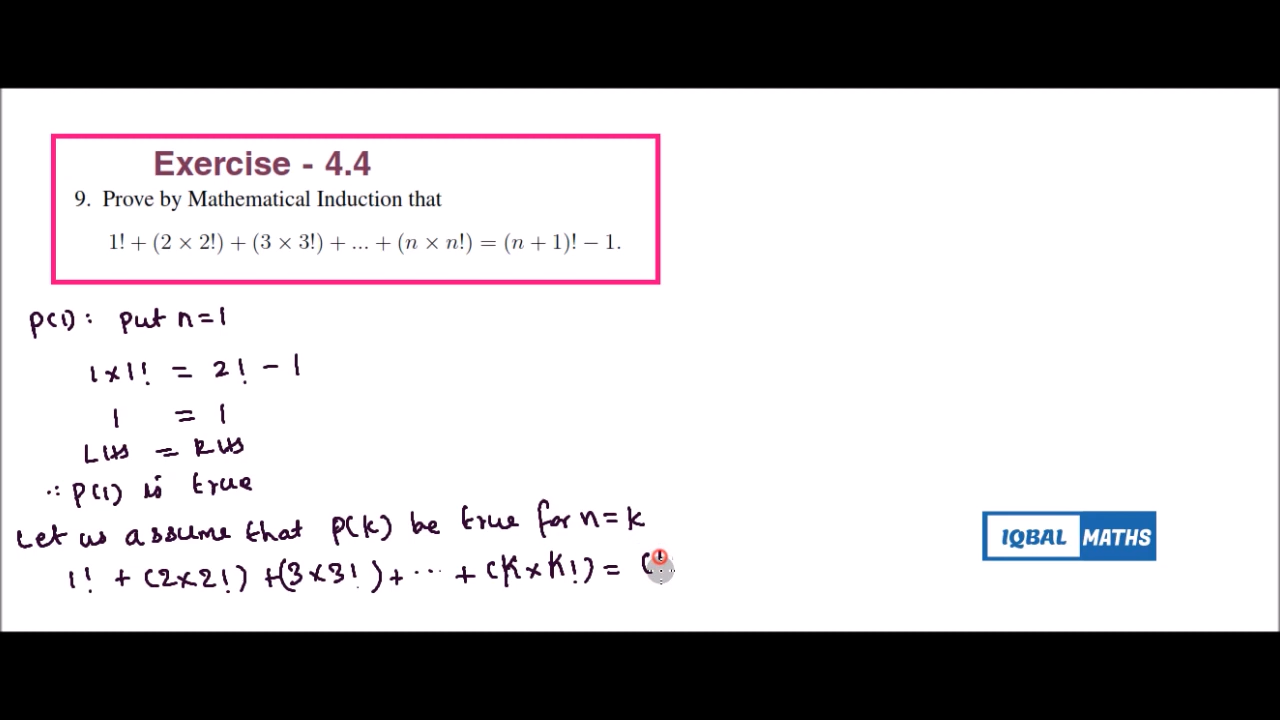 Exercise - 4.4
9. Prove by Mathematical Induction that
1! + (2 × 2!) + (3 × 3!) + ... + (n × n!) = (n + 1)! − 1.
P(1): put n=1
1×1! = 2! - 1
1 = 1
LHS = RHS
∴ P(1) is true
Let us assume that P(k) be true for n=k
1! + (2×2!) +(3×3!)+ ... + (K×K!) = (
IQBAL MATHS